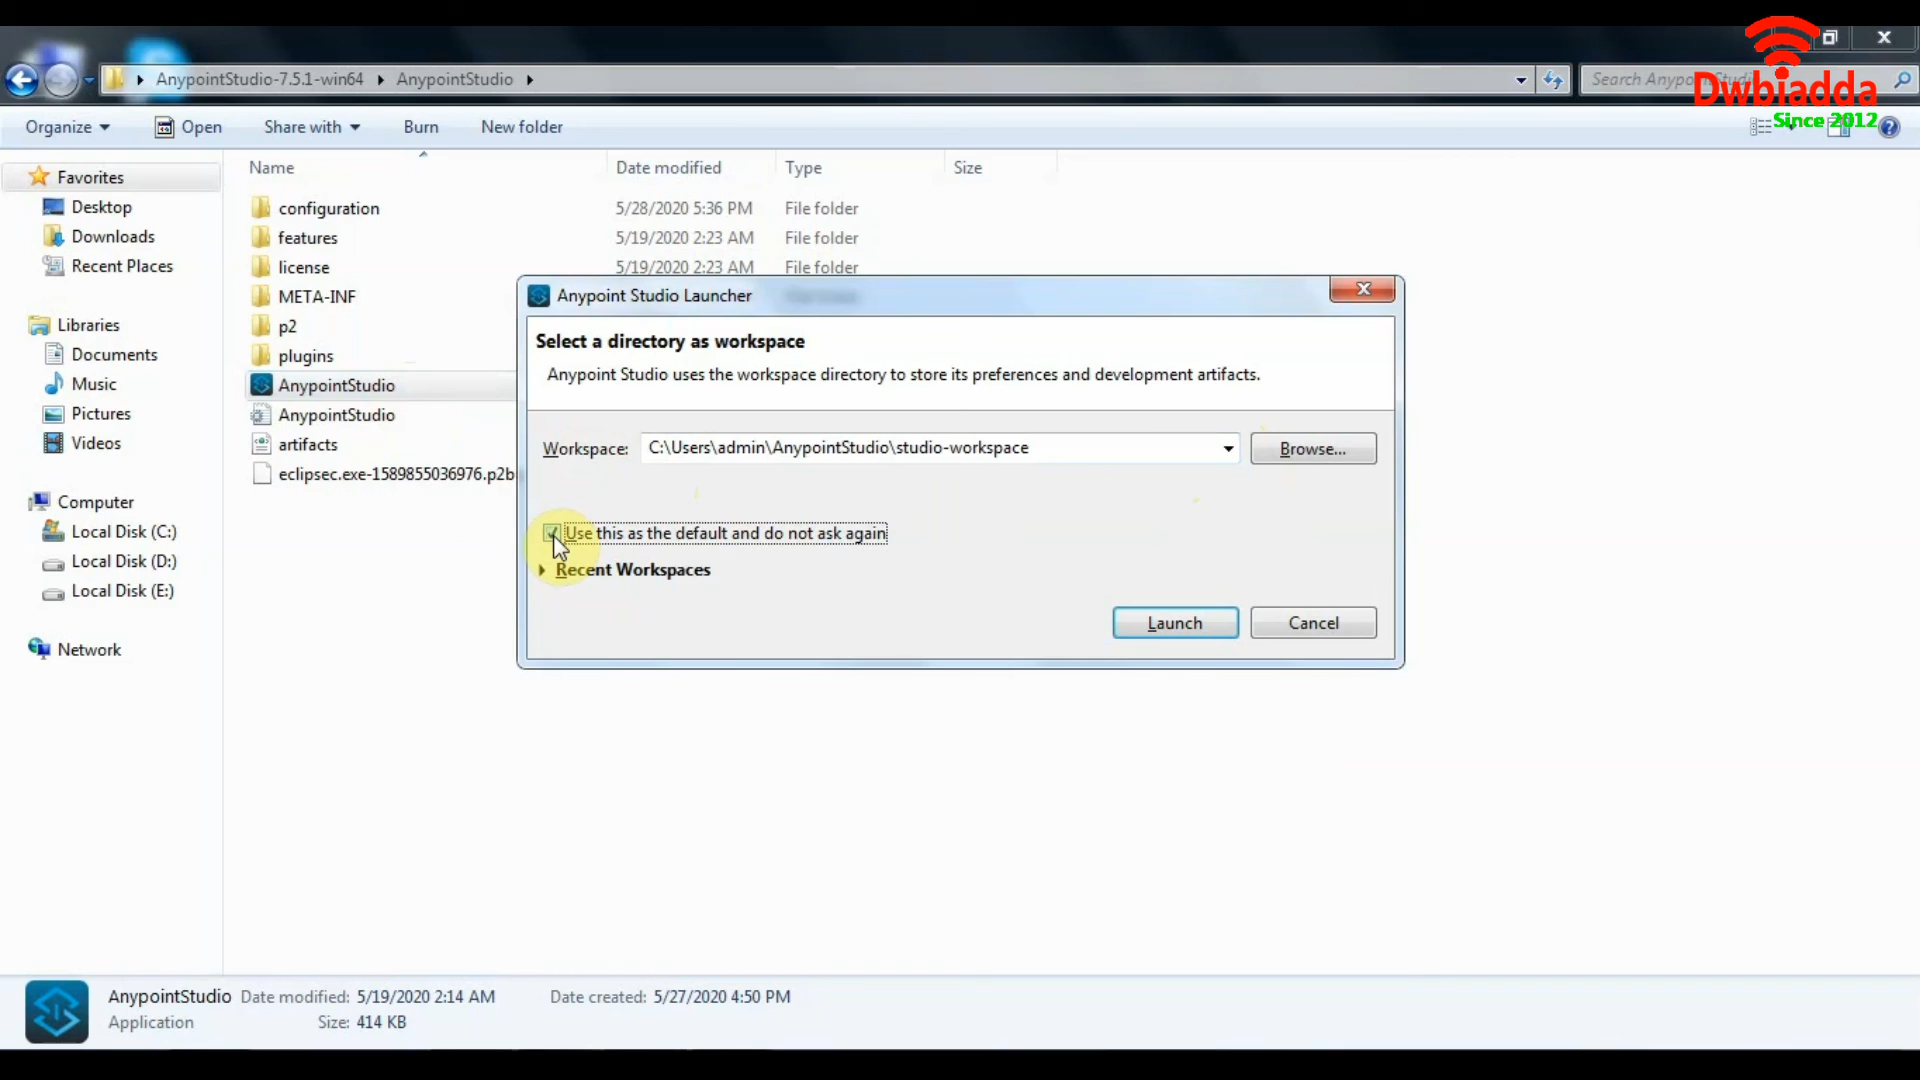 Dwbiadda
Since 2012
AnypointStudio-7.5.1-win64 AnypointStudio
Search Anypo
Organize Open Share with Burn New folder
Name Date modified Type Size
Favorites
Desktop
Downloads
Recent Places
Libraries
Documents
Music
Pictures
Videos
Computer
Local Disk (C:)
Local Disk (D:)
Local Disk (E:)
Network
configuration 5/28/2020 5:36 PM File folder
features 5/19/2020 2:23 AM File folder
license 5/19/2020 2:23 AM File folder
META-INF
p2
plugins
AnypointStudio
AnypointStudio
artifacts
eclipsec.exe-1589855036976.p2b
Anypoint Studio Launcher
Select a directory as workspace
Anypoint Studio uses the workspace directory to store its preferences and development artifacts.
Workspace: C:\Users\admin\AnypointStudio\studio-workspace Browse...
Use this as the default and do not ask again
Recent Workspaces
Launch Cancel
AnypointStudio Date modified: 5/19/2020 2:14 AM Date created: 5/27/2020 4:50 PM
Application Size: 414 KB